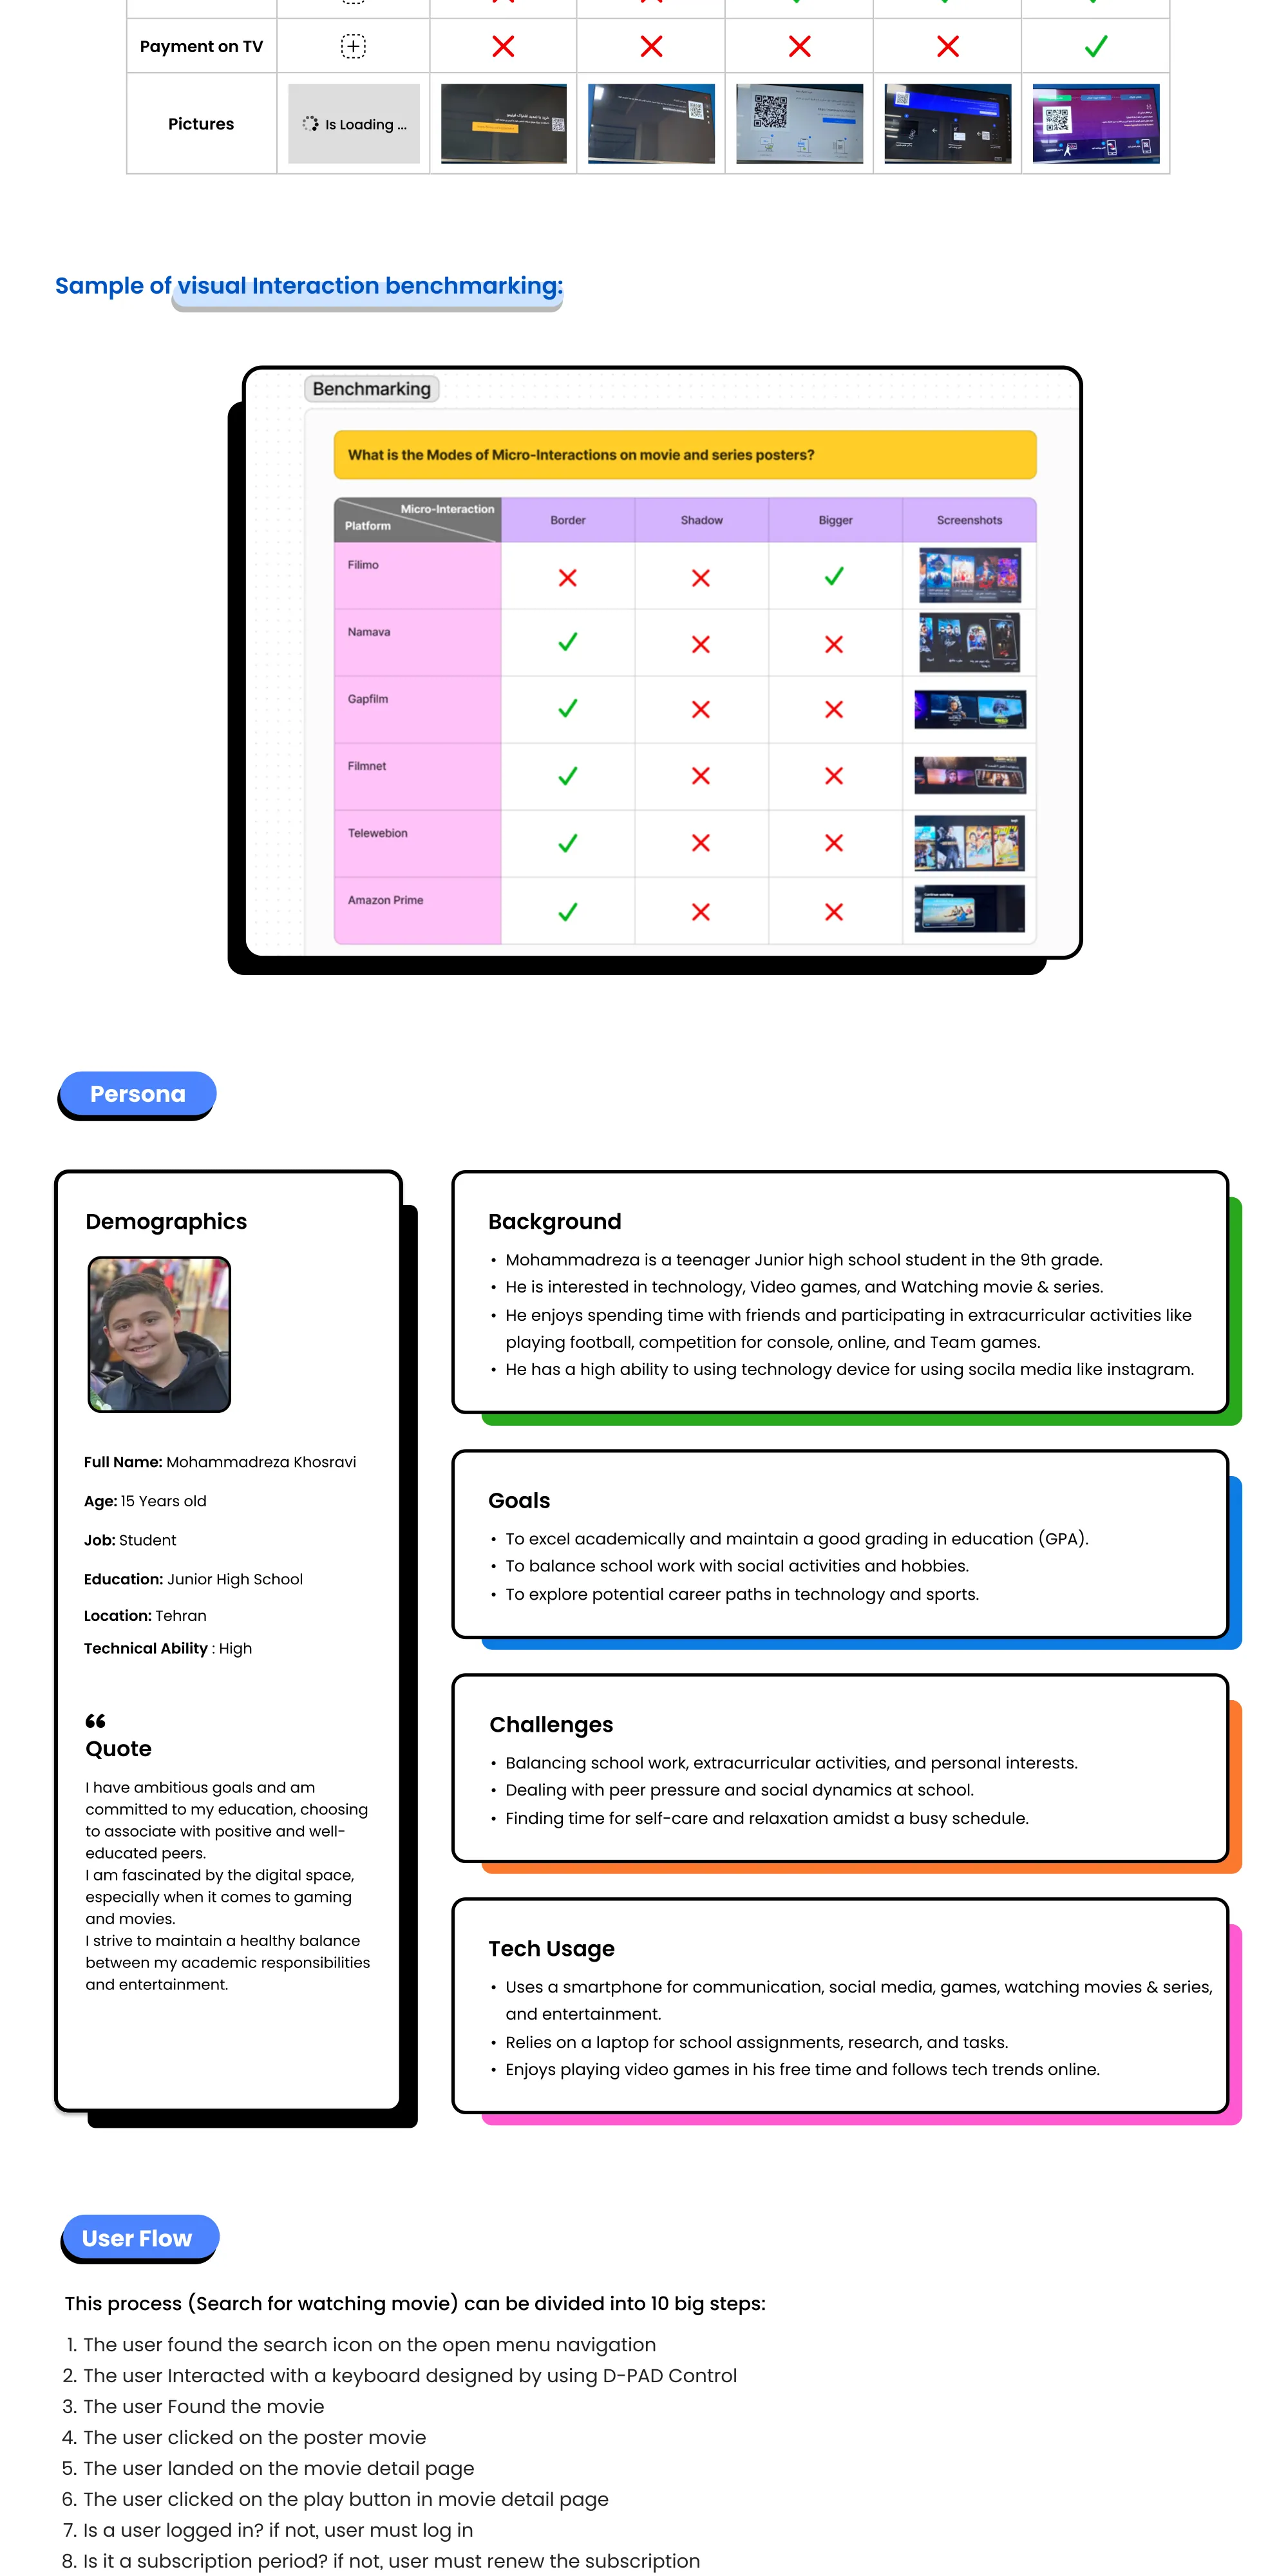 Payment on TV
Pictures
Is Loading ...
Sample of visual Interaction benchmarking:
Benchmarking
What is the Modes of Micro-Interactions on movie and series posters?
Micro-Interaction
Platform
Border
Shadow
Bigger
Screenshots
Filimo
Namava
Gapfilm
Filmnet
Telewebion
Amazon Prime
Persona
Demographics
Full Name: Mohammadreza Khosravi
Age: 15 Years old
Job: Student
Education: Junior High School
Location: Tehran
Technical Ability : High
Quote
I have ambitious goals and am
committed to my education, choosing
to associate with positive and well-
educated peers.
I am fascinated by the digital space,
especially when it comes to gaming
and movies.
I strive to maintain a healthy balance
between my academic responsibilities
and entertainment.
Background
• Mohammadreza is a teenager Junior high school student in the 9th grade.
• He is interested in technology, Video games, and Watching movie & series.
• He enjoys spending time with friends and participating in extracurricular activities like
playing football, competition for console, online, and Team games.
• He has a high ability to using technology device for using socila media like instagram.
Goals
• To excel academically and maintain a good grading in education (GPA).
• To balance school work with social activities and hobbies.
• To explore potential career paths in technology and sports.
Challenges
• Balancing school work, extracurricular activities, and personal interests.
• Dealing with peer pressure and social dynamics at school.
• Finding time for self-care and relaxation amidst a busy schedule.
Tech Usage
• Uses a smartphone for communication, social media, games, watching movies & series,
and entertainment.
• Relies on a laptop for school assignments, research, and tasks.
• Enjoys playing video games in his free time and follows tech trends online.
User Flow
This process (Search for watching movie) can be divided into 10 big steps:
1. The user found the search icon on the open menu navigation
2. The user Interacted with a keyboard designed by using D-PAD Control
3. The user Found the movie
4. The user clicked on the poster movie
5. The user landed on the movie detail page
6. The user clicked on the play button in movie detail page
7. Is a user logged in? if not, user must log in
8. Is it a subscription period? if not, user must renew the subscription